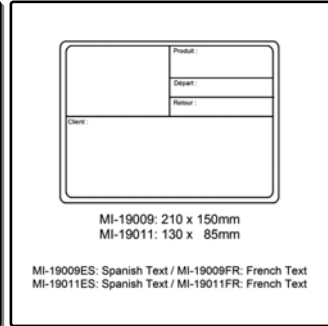 Produit :
Départ :
Retour :
Client :
MI-19009: 210 x 150mm
MI-19011: 130 x 85mm
MI-19009ES: Spanish Text / MI-19009FR: French Text
MI-19011ES: Spanish Text / MI-19011FR: French Text